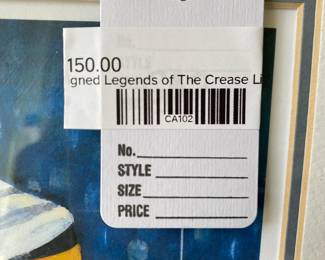 150.00
gned Legends of The Crease Li
CA102
No.
STYLE
SIZE
PRICE